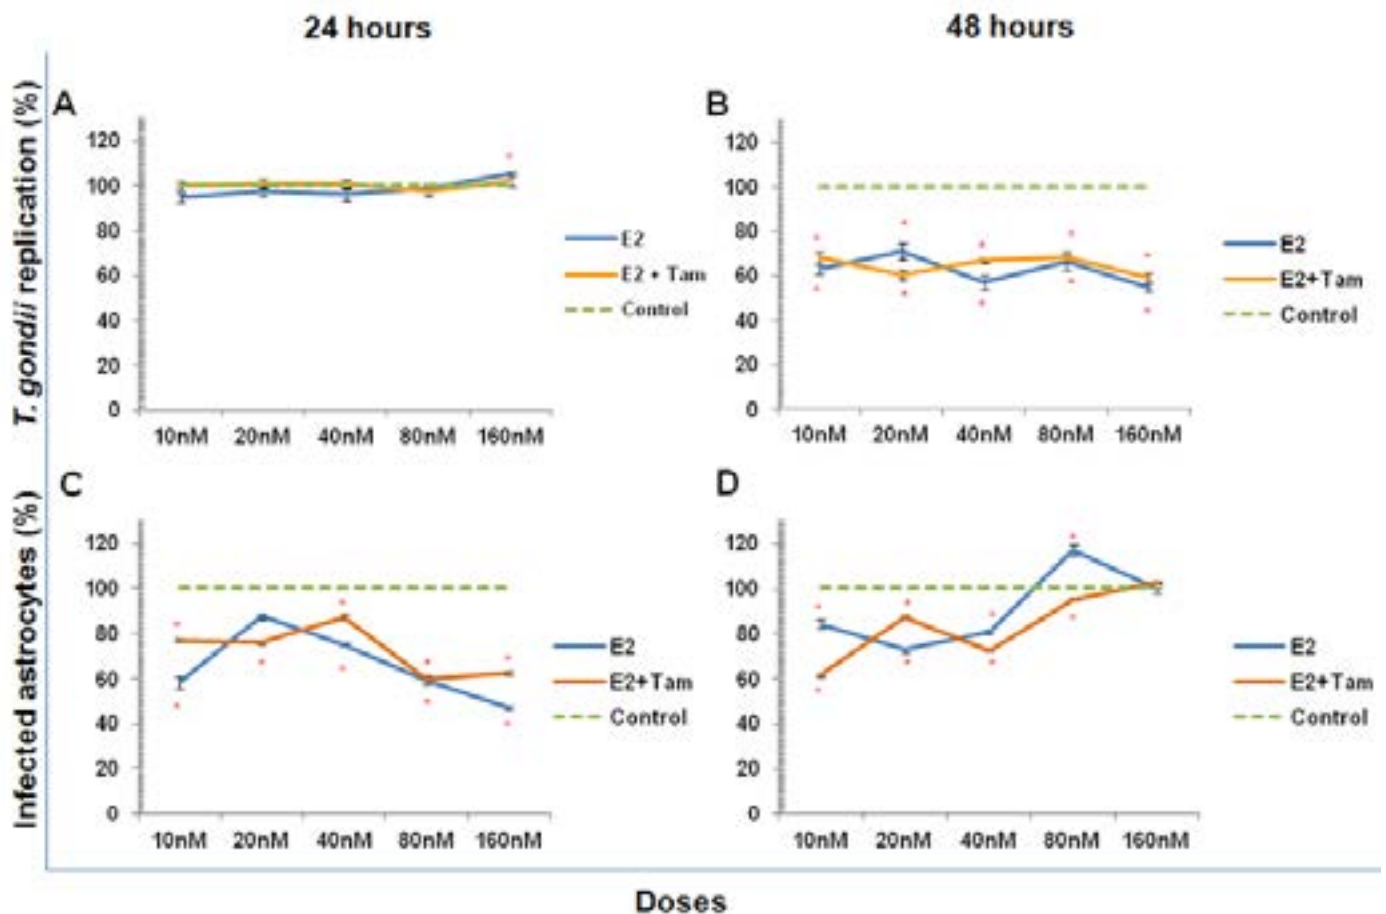 24 hours
48 hours
T. gondii replication (%)
A
120
100
80
60
40
20
0
10nM 20nM 40nM 80nM 160nM
E2
E2 + Tam
Control
B
120
100
80
60
40
20
0
10nM 20nM 40nM 80nM 160nM
E2
E2+Tam
Control
Infected astrocytes (%)
C
120
100
80
60
40
20
0
10nM 20nM 40nM 80nM 160nM
E2
E2+Tam
Control
D
120
100
80
60
40
20
0
10nM 20nM 40nM 80nM 160nM
E2
E2+Tam
Control
Doses